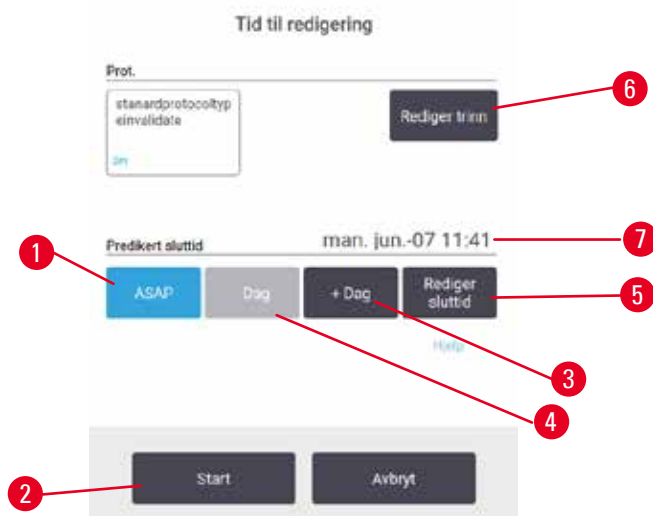 Tid til redigering
Prot.
stanardprotocoltyp
einvalidate
Rediger trinn
6
Predikert sluttid
man. jun.-07 11:41
7
1
ASAP
Dag
+ Dag
Rediger
sluttid
5
Hjelp
3
4
Start
Avbryt
2